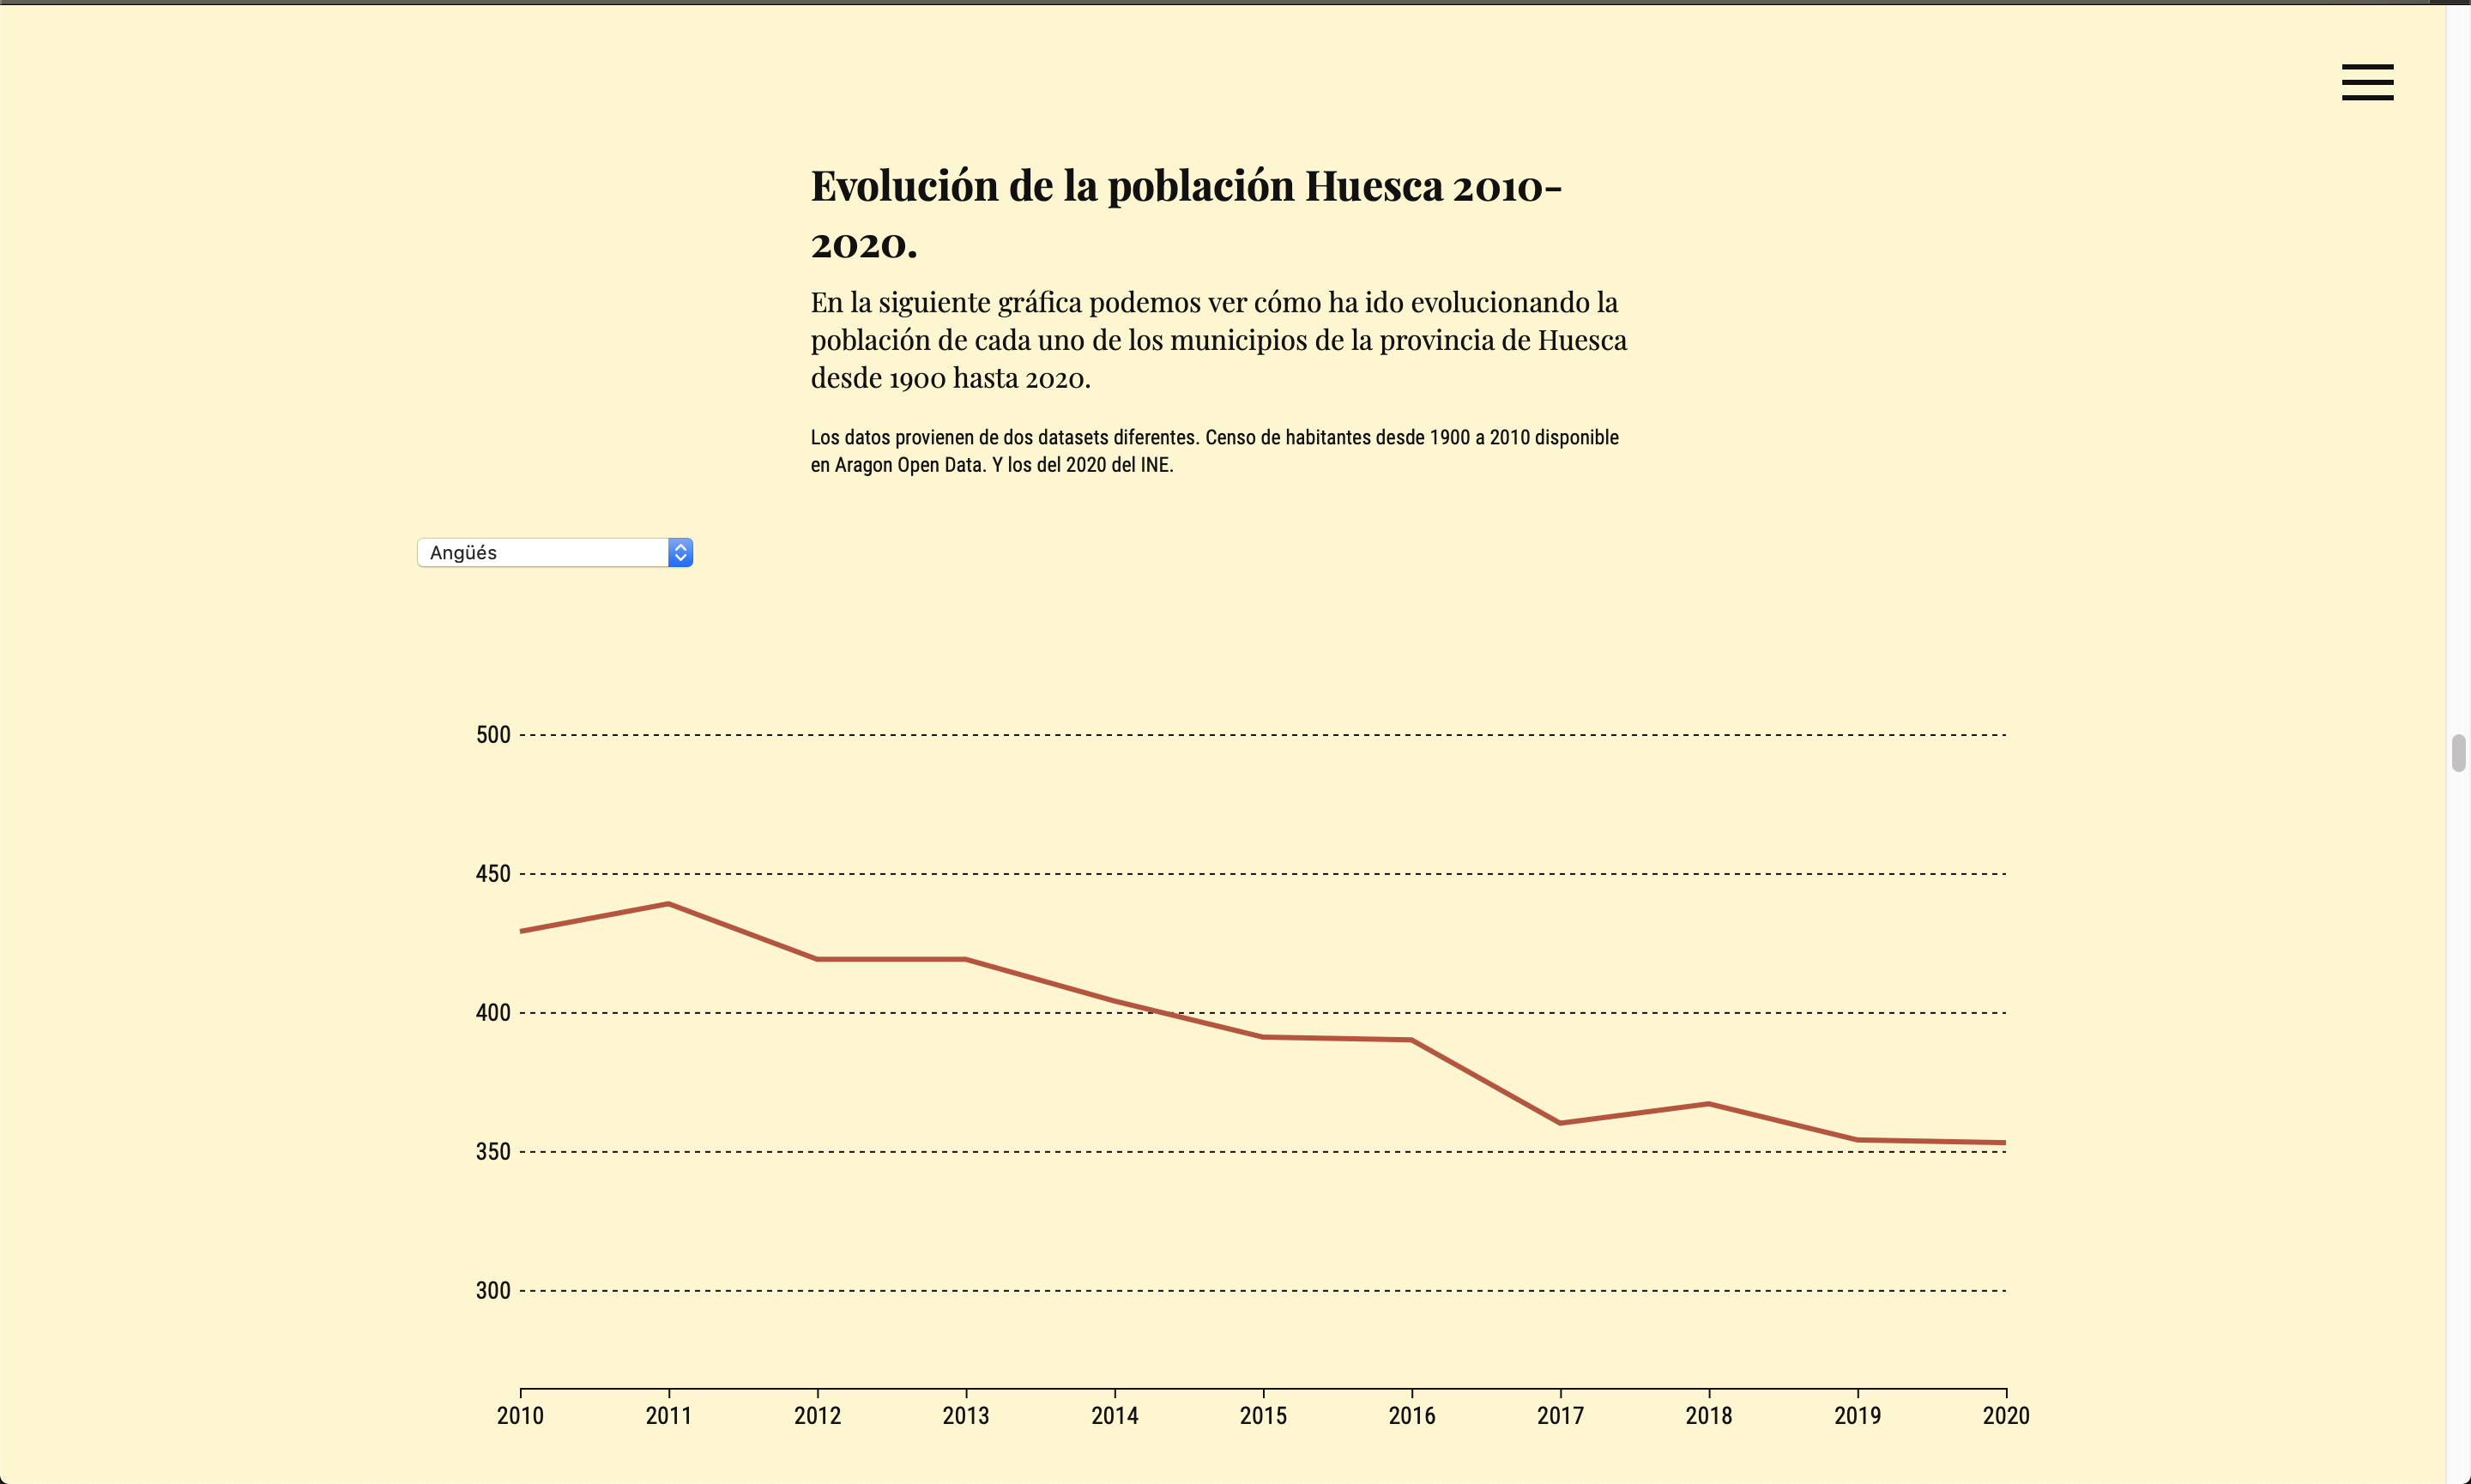 Evolución de la población Huesca 2010-
2020.
En la siguiente gráfica podemos ver cómo ha ido evolucionando la
población de cada uno de los municipios de la provincia de Huesca
desde 1900 hasta 2020.
Los datos provienen de dos datasets diferentes. Censo de habitantes desde 1900 a 2010 disponible
en Aragon Open Data. Y los del 2020 del INE.
Angüés
500
450
400
350
300
2010 2011 2012 2013 2014 2015 2016 2017 2018 2019 2020